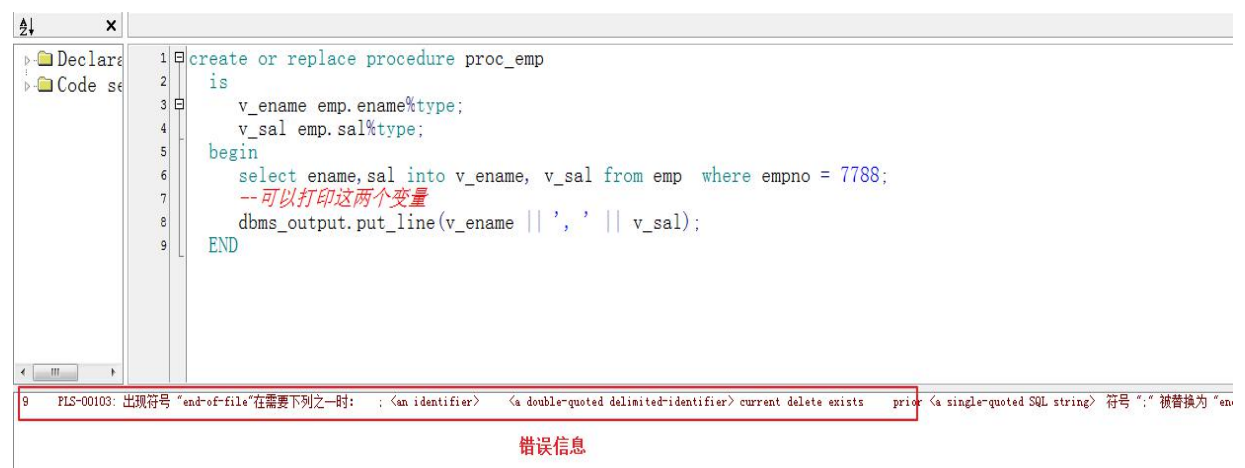 Declara
Code se
1 create or replace procedure proc_emp
2 is
3 v_ename emp.ename%type;
4 v_sal emp.sal%type;
5 begin
6 select ename,sal into v_ename, v_sal from emp  where empno = 7788;
7 --可以打印这两个变量
8 dbms_output.put_line(v_ename || ', ' || v_sal);
9 END
9 PLS-00103: 出现符号 "end-of-file"在需要下列之一时: ; <an identifier> <a double-quoted delimited-identifier> current delete exists prior <a single-quoted SQL string> 符号 ";" 被替换为 "end
错误信息